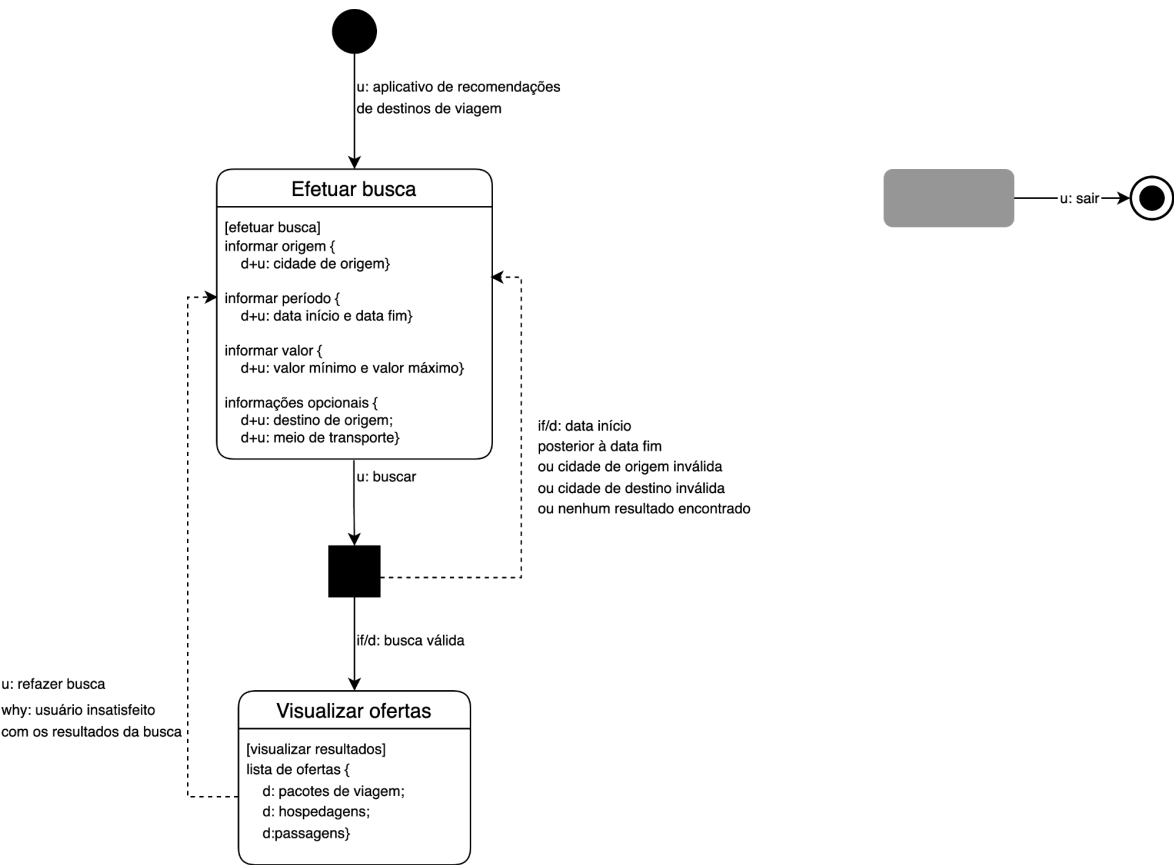 u: aplicativo de recomendações
de destinos de viagem
Efetuar busca
[efetuar busca]
informar origem {
d+u: cidade de origem}
informar período {
d+u: data início e data fim}
informar valor {
d+u: valor mínimo e valor máximo}
informações opcionais {
d+u: destino de origem;
d+u: meio de transporte}
u: sair
u: buscar
if/d: data início
posterior à data fim
ou cidade de origem inválida
ou cidade de destino inválida
ou nenhum resultado encontrado
if/d: busca válida
u: refazer busca
why: usuário insatisfeito
com os resultados da busca
Visualizar ofertas
[visualizar resultados]
lista de ofertas {
d: pacotes de viagem;
d: hospedagens;
d:passagens}